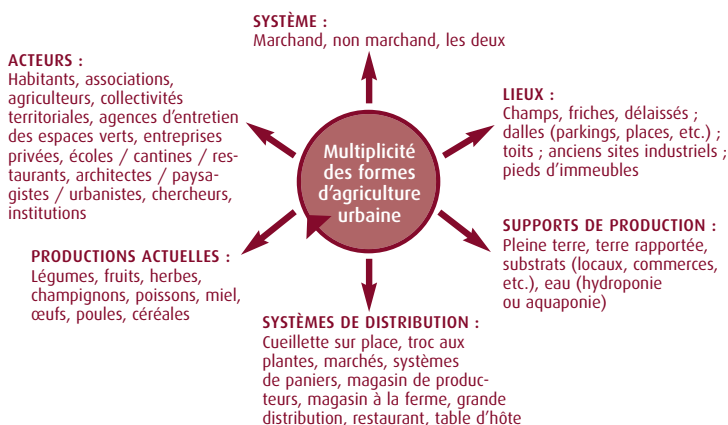 SYSTÈME :
Marchand, non marchand, les deux
ACTEURS :
Habitants, associations,
agriculteurs, collectivités
territoriales, agences d’entretien
des espaces verts, entreprises
privées, écoles / cantines / res-
taurants, architectes / paysa-
gistes / urbanistes, chercheurs,
institutions
LIEUX :
Champs, friches, délaissés ;
dalles (parkings, places, etc.) ;
toits ; anciens sites industriels ;
pieds d’immeubles
Multiplicité
des formes
d’agriculture
urbaine
SUPPORTS DE PRODUCTION :
Pleine terre, terre rapportée,
substrats (locaux, commerces,
etc.), eau (hydroponie
ou aquaponie)
PRODUCTIONS ACTUELLES :
Légumes, fruits, herbes,
champignons, poissons, miel,
œufs, poules, céréales
SYSTÈMES DE DISTRIBUTION :
Cueillette sur place, troc aux
plantes, marchés, systèmes
de paniers, magasin de produc-
teurs, magasin à la ferme, grande
distribution, restaurant, table d’hôte